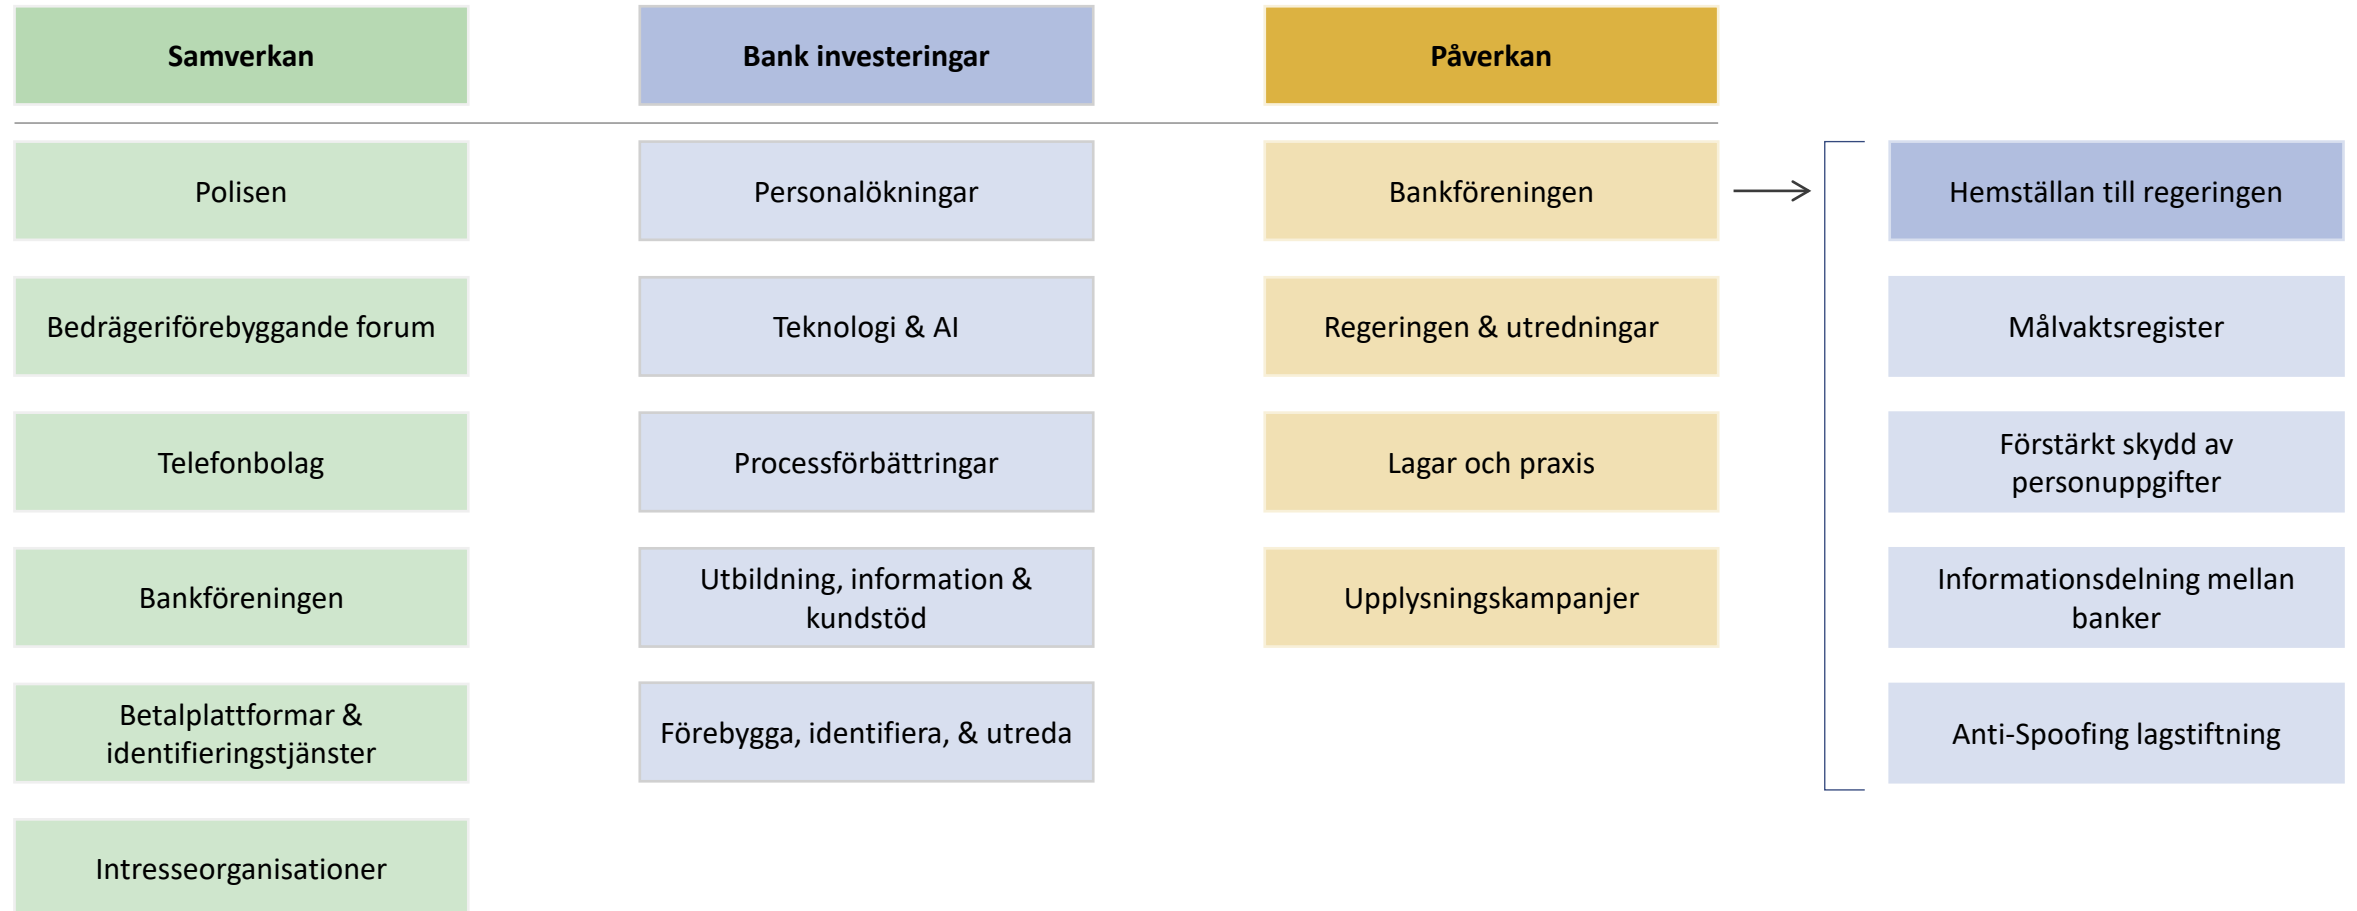 Samverkan
Bank investeringar
Påverkan
Polisen
Personalökningar
Bankföreningen
Hemställan till regeringen
Bedrägeriförebyggande forum
Teknologi & AI
Regeringen & utredningar
Målvaktsregister
Telefonbolag
Processförbättringar
Lagar och praxis
Förstärkt skydd av
personuppgifter
Bankföreningen
Utbildning, information &
kundstöd
Upplysningskampanjer
Informationsdelning mellan
banker
Betalplattformar &
identifieringstjänster
Förebygga, identifiera, & utreda
Anti-Spoofing lagstiftning
Intresseorganisationer